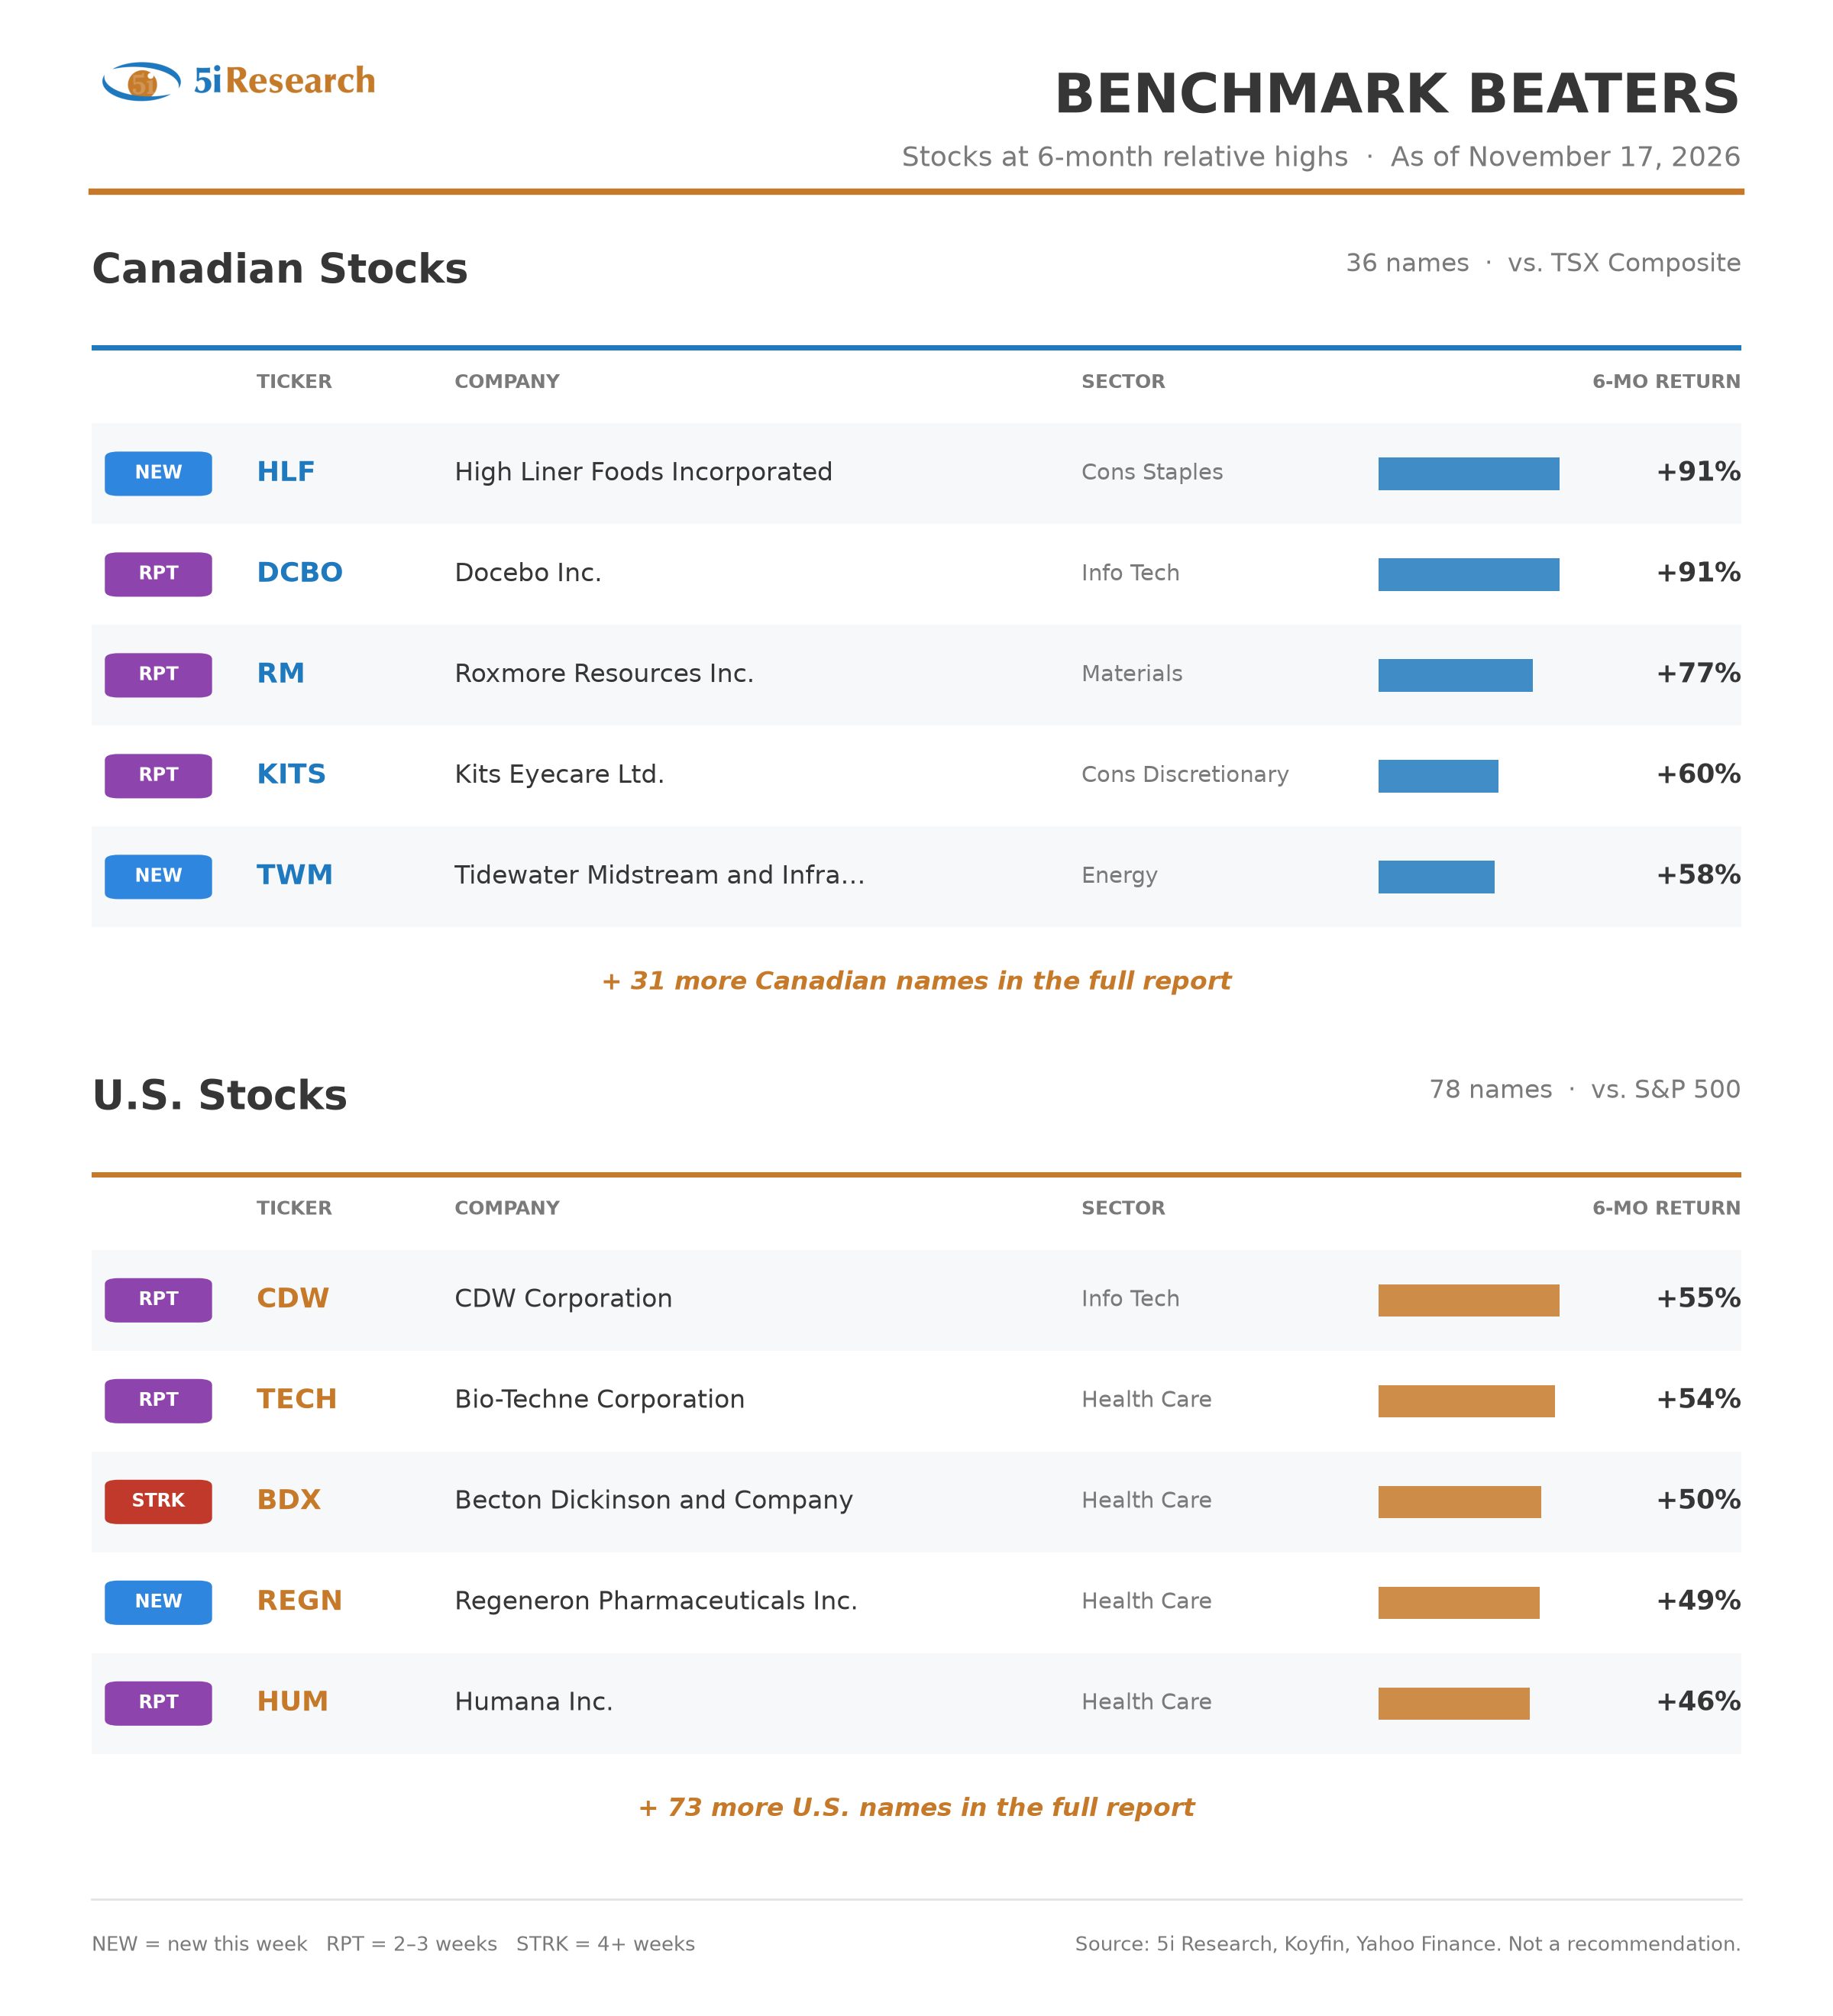 5i 5iResearch
BENCHMARK BEATERS
Stocks at 6-month relative highs · As of November 17, 2026
Canadian Stocks
36 names · vs. TSX Composite
TICKER COMPANY SECTOR 6-MO RETURN
NEW HLF High Liner Foods Incorporated Cons Staples +91%
RPT DCBO Docebo Inc. Info Tech +91%
RPT RM Roxmore Resources Inc. Materials +77%
RPT KITS Kits Eyecare Ltd. Cons Discretionary +60%
NEW TWM Tidewater Midstream and Infra... Energy +58%
+ 31 more Canadian names in the full report
U.S. Stocks
78 names · vs. S&P 500
TICKER COMPANY SECTOR 6-MO RETURN
RPT CDW CDW Corporation Info Tech +55%
RPT TECH Bio-Techne Corporation Health Care +54%
STRK BDX Becton Dickinson and Company Health Care +50%
NEW REGN Regeneron Pharmaceuticals Inc. Health Care +49%
RPT HUM Humana Inc. Health Care +46%
+ 73 more U.S. names in the full report
NEW = new this week RPT = 2–3 weeks STRK = 4+ weeks
Source: 5i Research, Koyfin, Yahoo Finance. Not a recommendation.